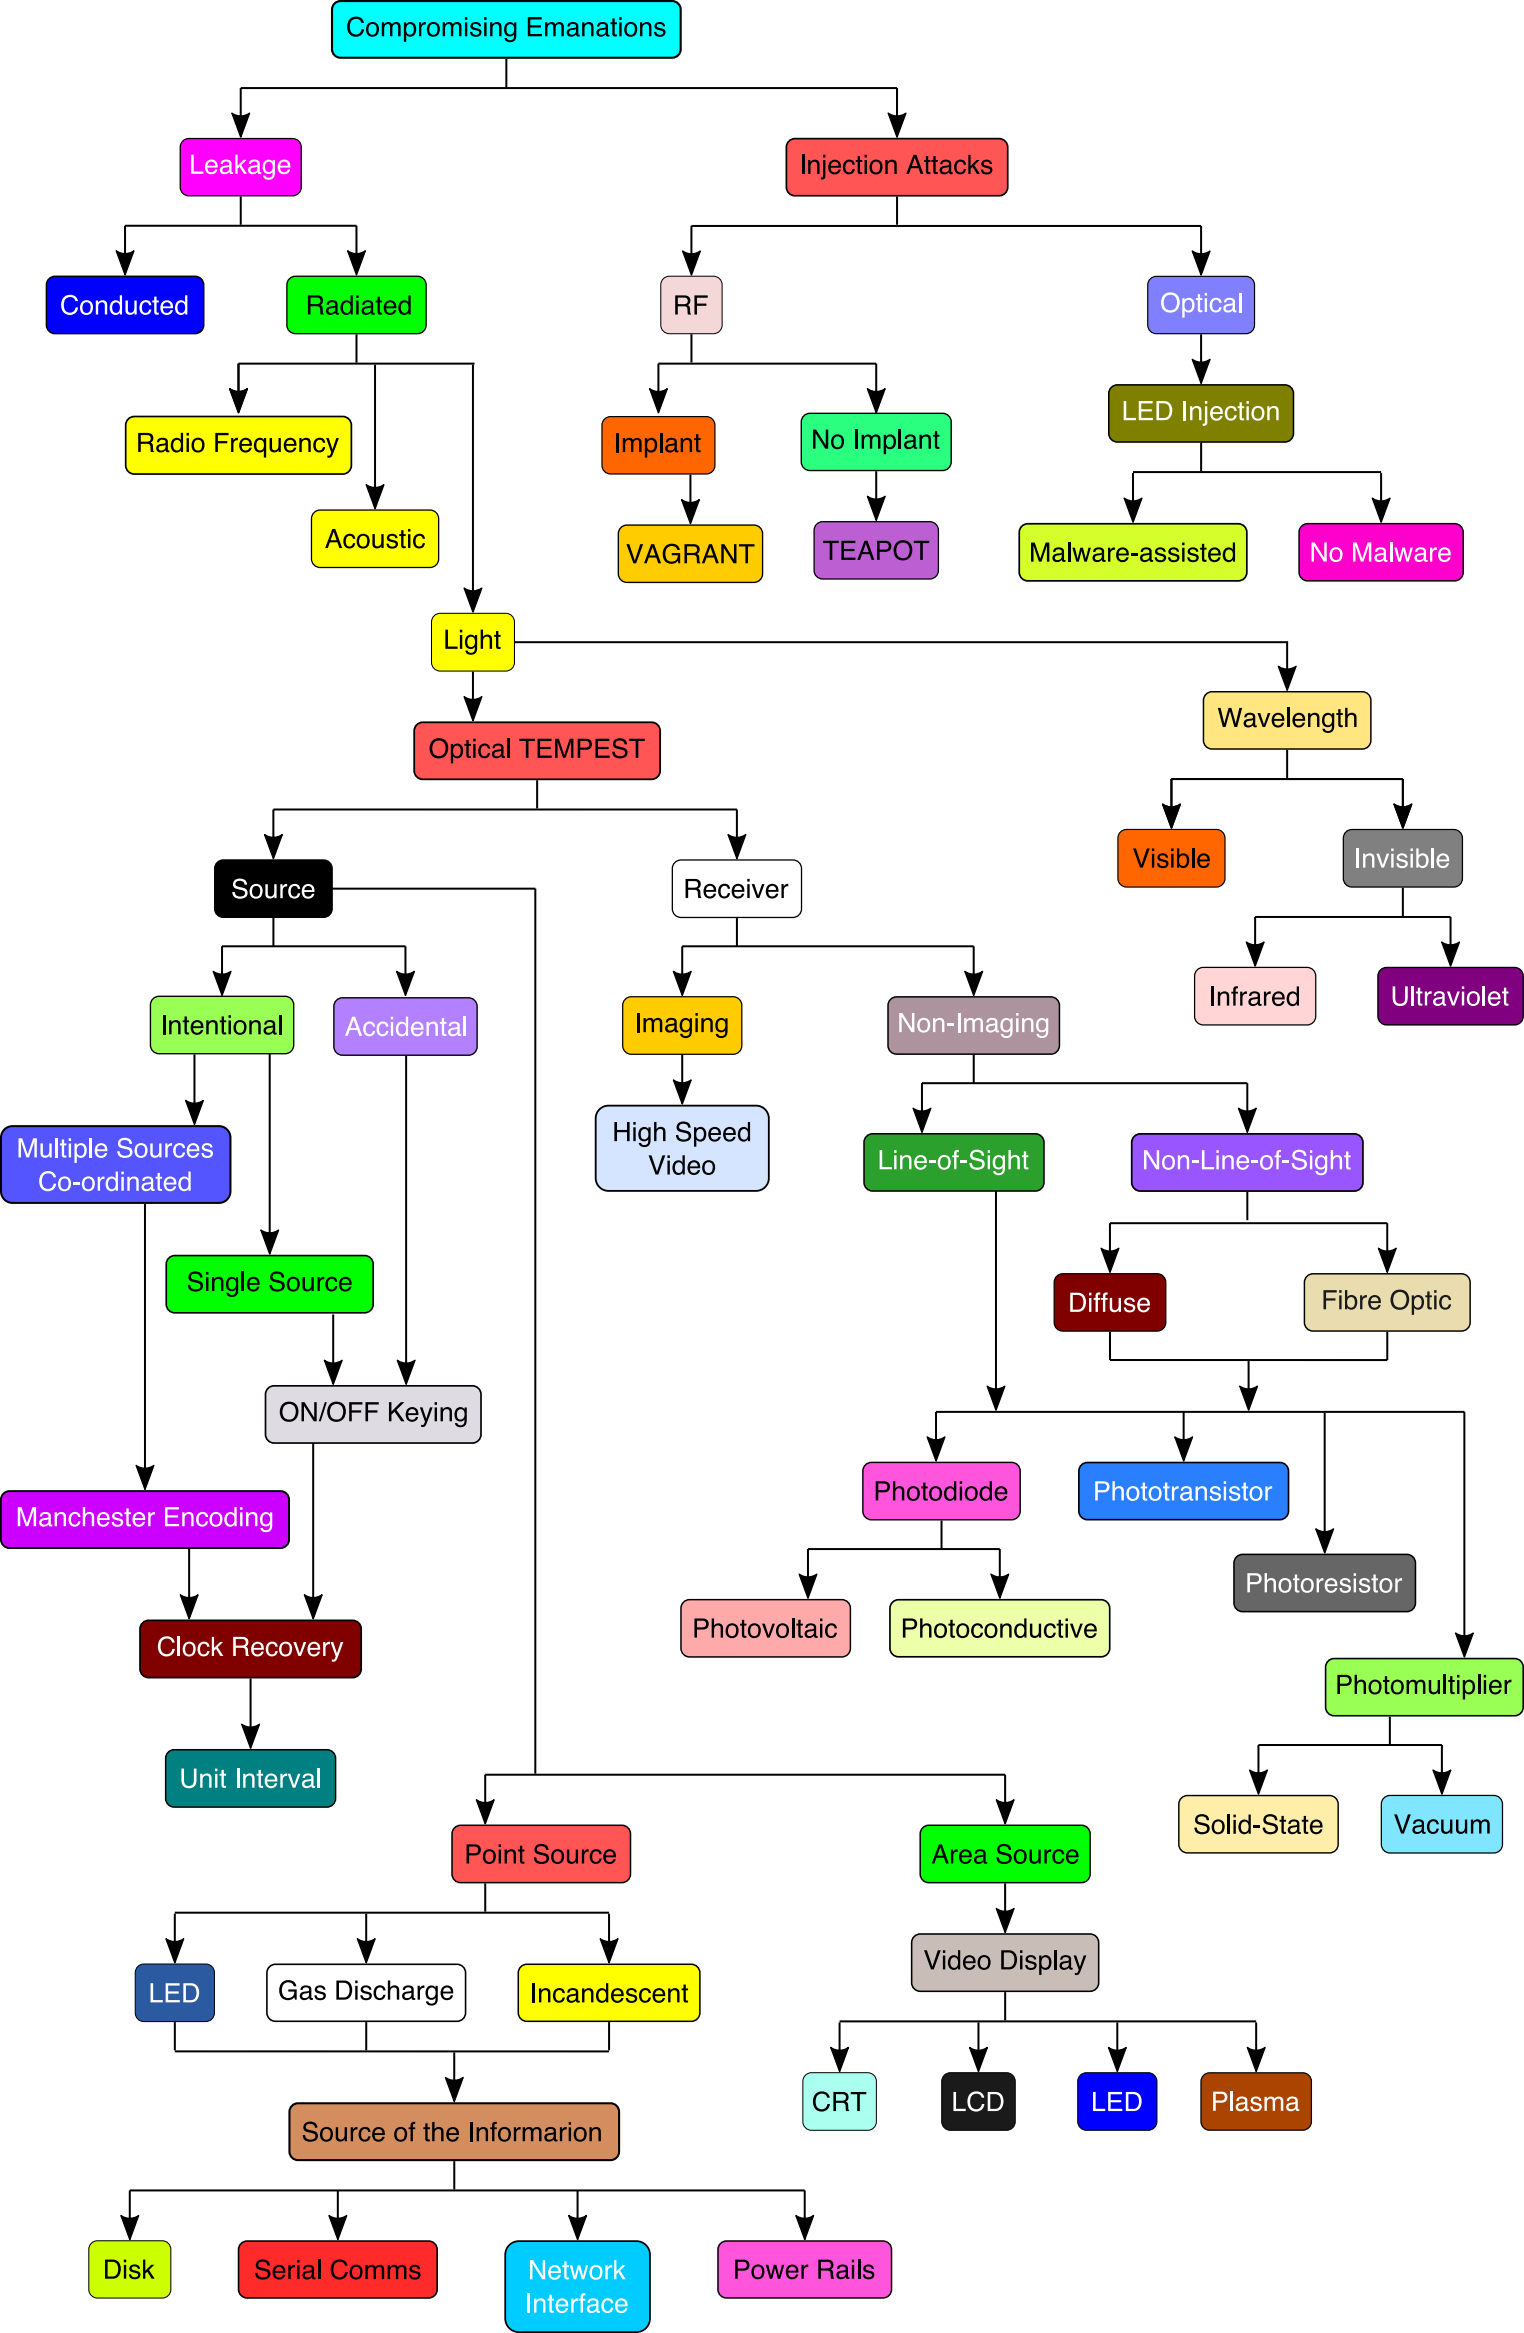 Compromising Emanations
Leakage
Injection Attacks
Conducted
Radiated
RF
Optical
LED Injection
Radio Frequency
Implant
No Implant
Acoustic
VAGRANT
TEAPOT
Malware-assisted
No Malware
Light
Wavelength
Optical TEMPEST
Visible
Invisible
Source
Receiver
Infrared
Ultraviolet
Intentional
Accidental
Imaging
Non-Imaging
Multiple Sources
Co-ordinated
High Speed
Video
Line-of-Sight
Non-Line-of-Sight
Single Source
Diffuse
Fibre Optic
ON/OFF Keying
Manchester Encoding
Photodiode
Phototransistor
Photoresistor
Clock Recovery
Photovoltaic
Photoconductive
Photomultiplier
Unit Interval
Solid-State
Vacuum
Point Source
Area Source
Video Display
LED
Gas Discharge
Incandescent
CRT
LCD
LED
Plasma
Source of the Informarion
Disk
Serial Comms
Network
Interface
Power Rails